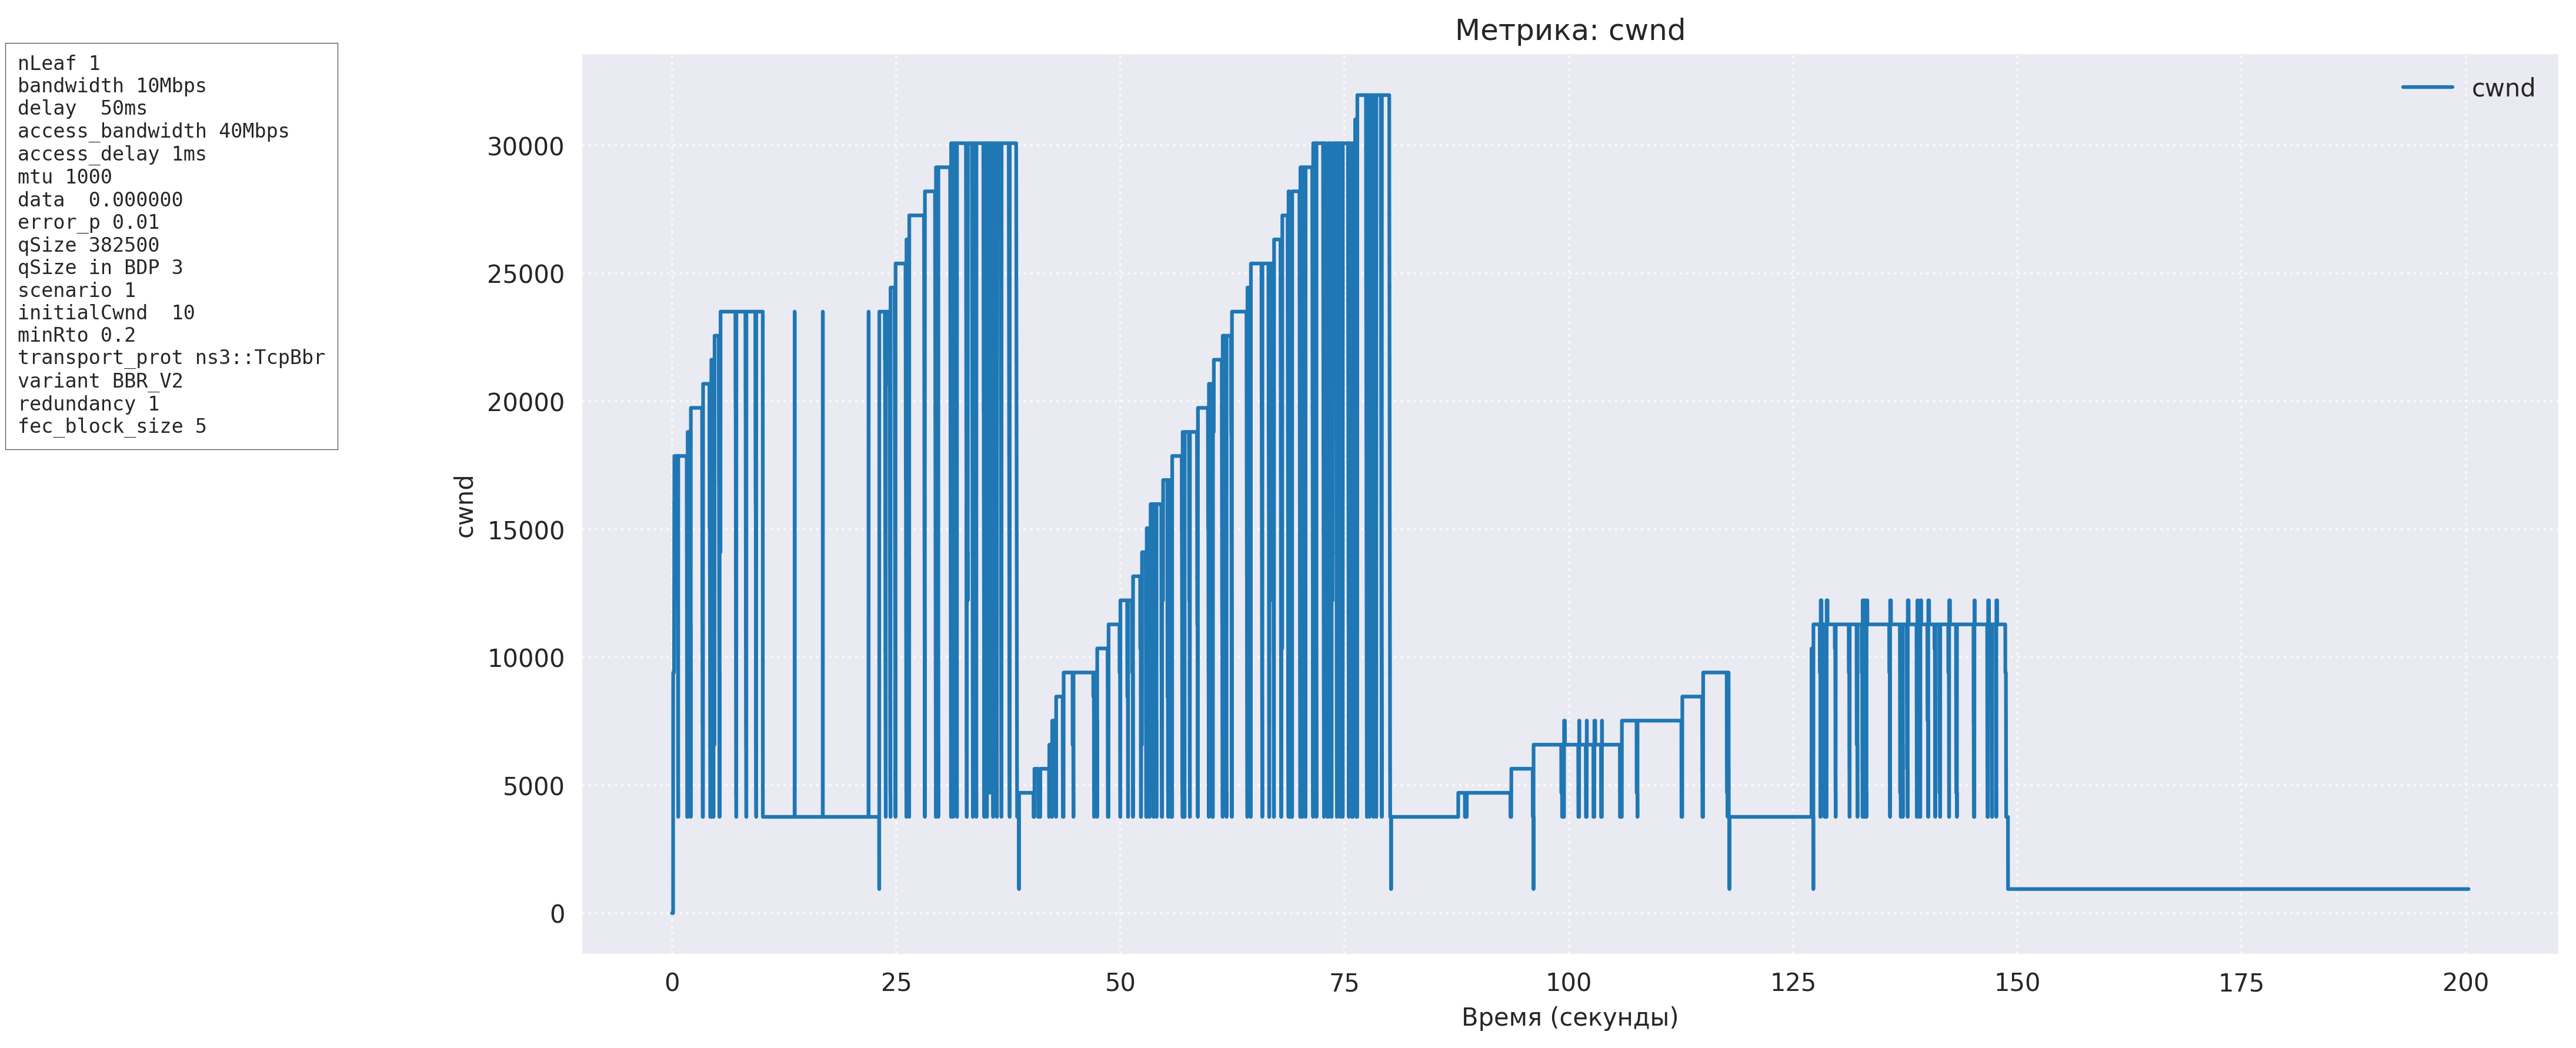 Метрика: cwnd
nLeaf 1
bandwidth 10Mbps
delay  50ms
access_bandwidth 40Mbps
access_delay 1ms
mtu 1000
data  0.000000
error_p 0.01
qSize 382500
qSize in BDP 3
scenario 1
initialCwnd  10
minRto 0.2
transport_prot ns3::TcpBbr
variant BBR_V2
redundancy 1
fec_block_size 5
cwnd
cwnd
30000
25000
20000
15000
10000
5000
0
0 25 50 75 100 125 150 175 200
Время (секунды)